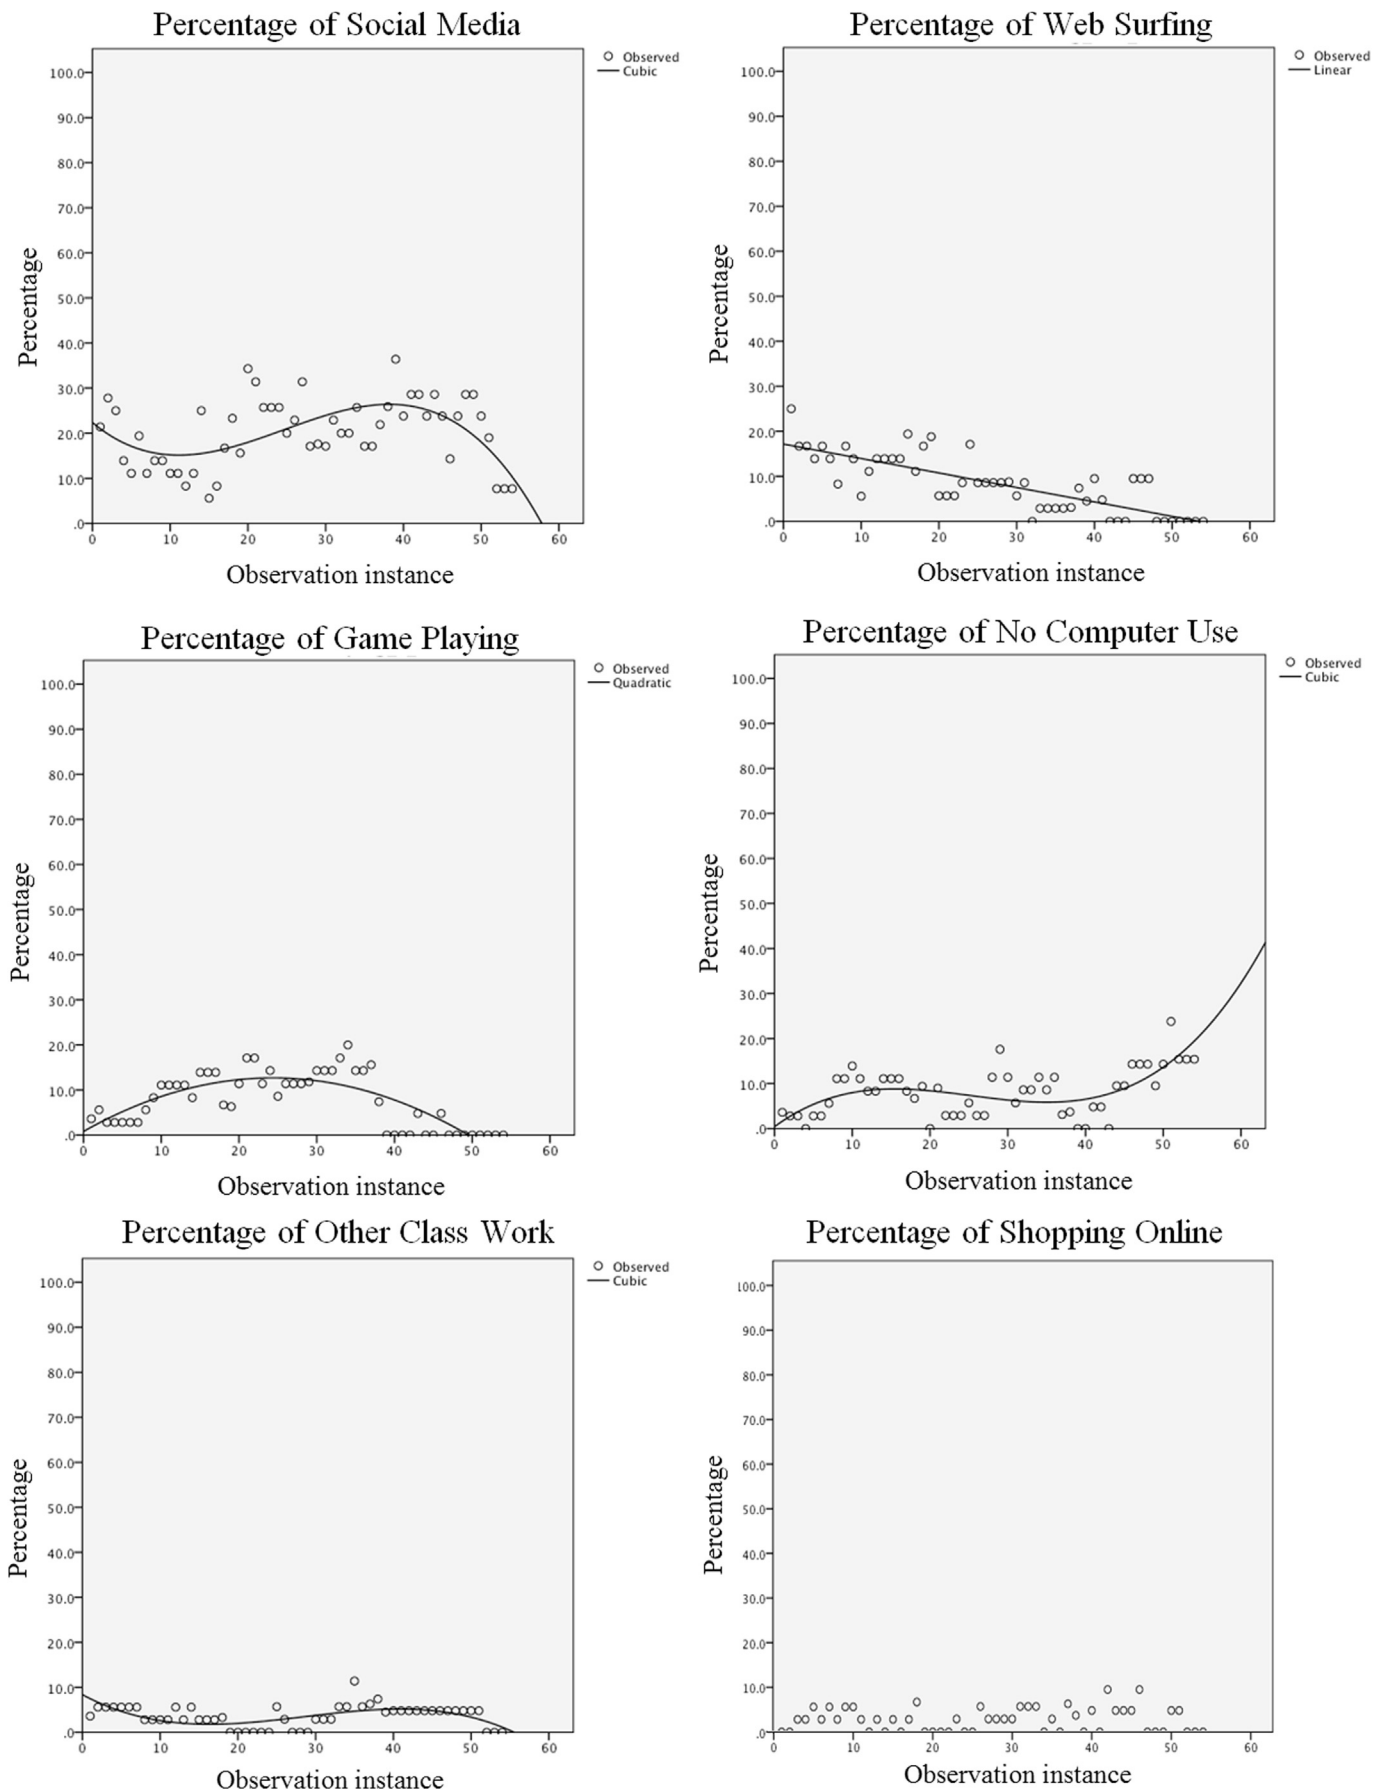 Percentage of Social Media
Observed
Cubic
100.0
90.0
80.0
70.0
60.0
50.0
40.0
30.0
20.0
10.0
.0
0 10 20 30 40 50 60
Percentage
Observation instance
Percentage of Web Surfing
Observed
Linear
100.0
90.0
80.0
70.0
60.0
50.0
40.0
30.0
20.0
10.0
.0
0 10 20 30 40 50 60
Percentage
Observation instance
Percentage of Game Playing
Observed
Quadratic
100.0
90.0
80.0
70.0
60.0
50.0
40.0
30.0
20.0
10.0
.0
0 10 20 30 40 50 60
Percentage
Observation instance
Percentage of No Computer Use
Observed
Cubic
100.0
90.0
80.0
70.0
60.0
50.0
40.0
30.0
20.0
10.0
.0
0 10 20 30 40 50 60
Percentage
Observation instance
Percentage of Other Class Work
Observed
Cubic
100.0
90.0
80.0
70.0
60.0
50.0
40.0
30.0
20.0
10.0
.0
0 10 20 30 40 50 60
Percentage
Observation instance
Percentage of Shopping Online
100.0
90.0
80.0
70.0
60.0
50.0
40.0
30.0
20.0
10.0
.0
0 10 20 30 40 50 60
Percentage
Observation instance